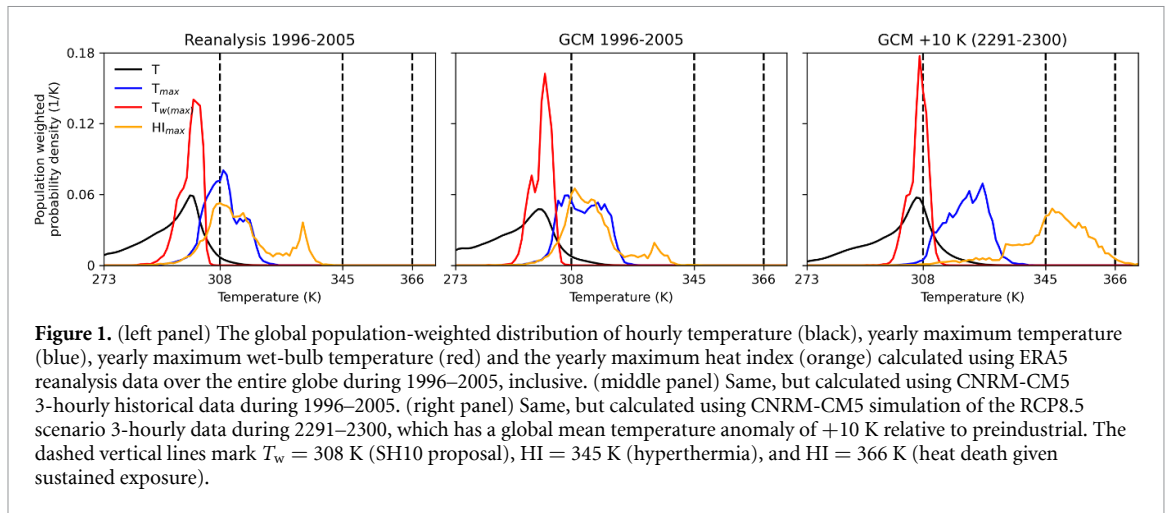 Reanalysis 1996-2005
GCM 1996-2005
GCM +10 K (2291-2300)
Population weighted
probability density (1/K)
0.18
0.12
0.06
0
T
Tmax
Tw(max)
HImax
273 308 345 366
Temperature (K)
273 308 345 366
Temperature (K)
273 308 345 366
Temperature (K)
Figure 1. (left panel) The global population-weighted distribution of hourly temperature (black), yearly maximum temperature
(blue), yearly maximum wet-bulb temperature (red) and the yearly maximum heat index (orange) calculated using ERA5
reanalysis data over the entire globe during 1996–2005, inclusive. (middle panel) Same, but calculated using CNRM-CM5
3-hourly historical data during 1996–2005. (right panel) Same, but calculated using CNRM-CM5 simulation of the RCP8.5
scenario 3-hourly data during 2291–2300, which has a global mean temperature anomaly of +10 K relative to preindustrial. The
dashed vertical lines mark Tw = 308 K (SH10 proposal), HI = 345 K (hyperthermia), and HI = 366 K (heat death given
sustained exposure).